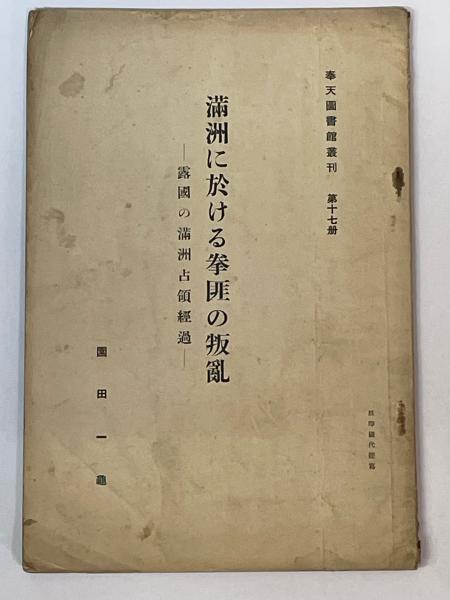 奉天圖書館叢刊 第十七册
滿洲に於ける拳匪の叛亂
—露國の滿洲占領經過—
園田一龜